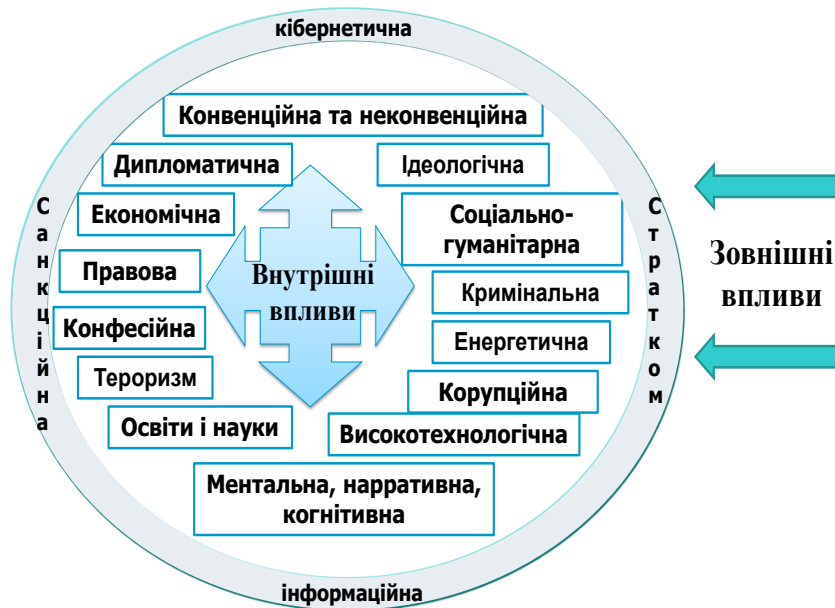 кібернетична
Конвенційна та неконвенційна
Дипломатична
Ідеологічна
Економічна
Соціально-
гуманітарна
Правова
Кримінальна
Конфесійна
Енергетична
Тероризм
Корупційна
Освіти і науки
Високотехнологічна
Ментальна, нарративна,
когнітивна
Внутрішні
впливи
Санкційна
Стратком
Зовнішні
впливи
інформаційна